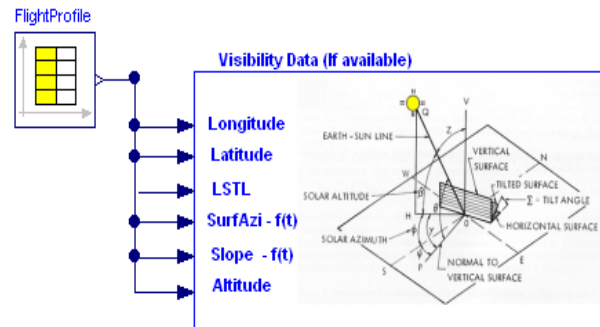 FlightProfile
Visibility Data (If available)
Longitude
Latitude
LSTL
SurfAzi - f(t)
Slope - f(t)
Altitude
Q
V
Z
EARTH - SUN LINE
VERTICAL
SURFACE
N
TILTED SURFACE
Σ = TILT ANGLE
W
SOLAR ALTITUDE
β
θ
H
O
HORIZONTAL SURFACE
SOLAR AZIMUTH
ϕ
γ
ψ
S
P
E
NORMAL TO
VERTICAL SURFACE